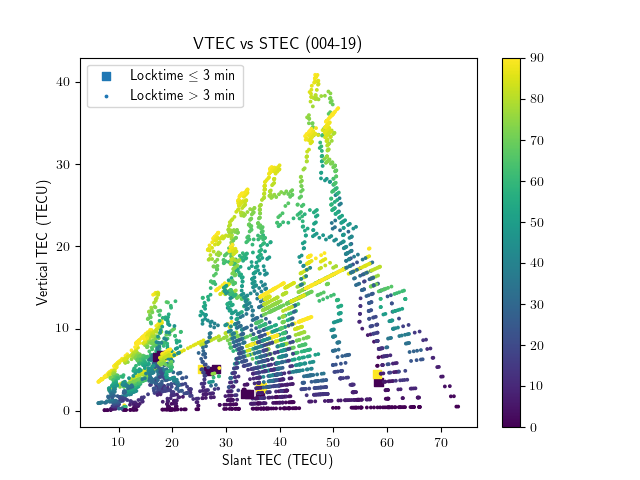 VTEC vs STEC (004-19)
Locktime ≤ 3 min
Locktime > 3 min
Vertical TEC (TECU)
40
30
20
10
0
10 20 30 40 50 60 70
Slant TEC (TECU)
90
80
70
60
50
40
30
20
10
0